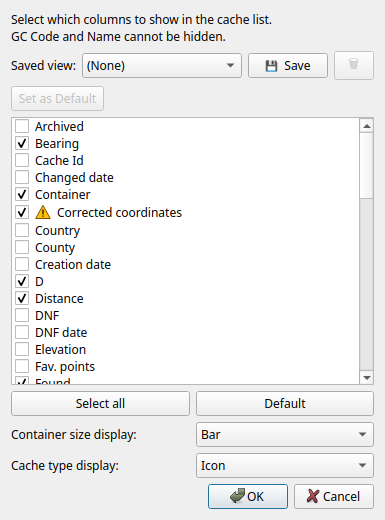 Select which columns to show in the cache list.
GC Code and Name cannot be hidden.
Saved view: (None) Save
Set as Default
Archived
Bearing
Cache Id
Changed date
Container
Corrected coordinates
Country
County
Creation date
D
Distance
DNF
DNF date
Elevation
Fav. points
Found
Select all Default
Container size display: Bar
Cache type display: Icon
OK Cancel